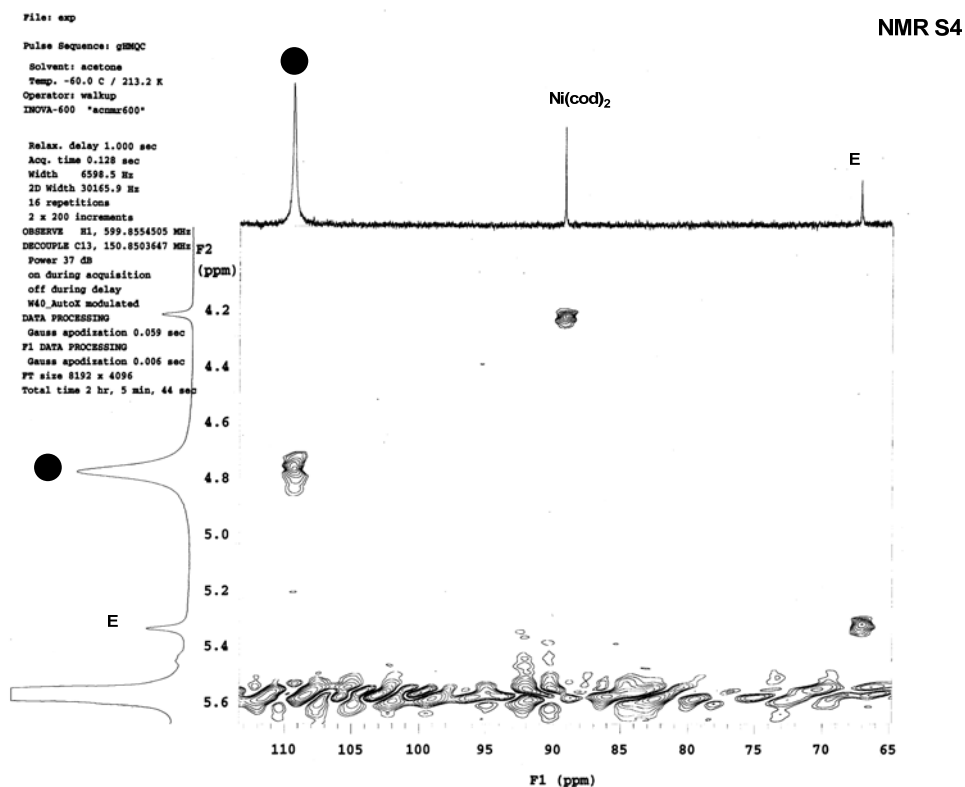 File: exp
NMR S4
Pulse Sequence: gHMQC
Solvent: acetone
Temp. -60.0 C / 213.2 K
Operator: walkup
INOVA-600 "acnmr600"
Ni(cod)2
E
Relax. delay 1.000 sec
Acq. time 0.128 sec
Width 6598.5 Hz
2D Width 30165.9 Hz
16 repetitions
2 x 200 increments
OBSERVE H1, 599.8554505 MHz
DECOUPLE C13, 150.8503647 MHz
Power 37 dB
on during acquisition
off during delay
W40_AutoX modulated
DATA PROCESSING
Gauss apodization 0.059 sec
F1 DATA PROCESSING
Gauss apodization 0.006 sec
FT size 8192 x 4096
Total time 2 hr, 5 min, 44 sec
F2
(ppm)
4.2
4.4
4.6
4.8
5.0
5.2
E
5.4
5.6
110 105 100 95 90 85 80 75 70 65
F1 (ppm)